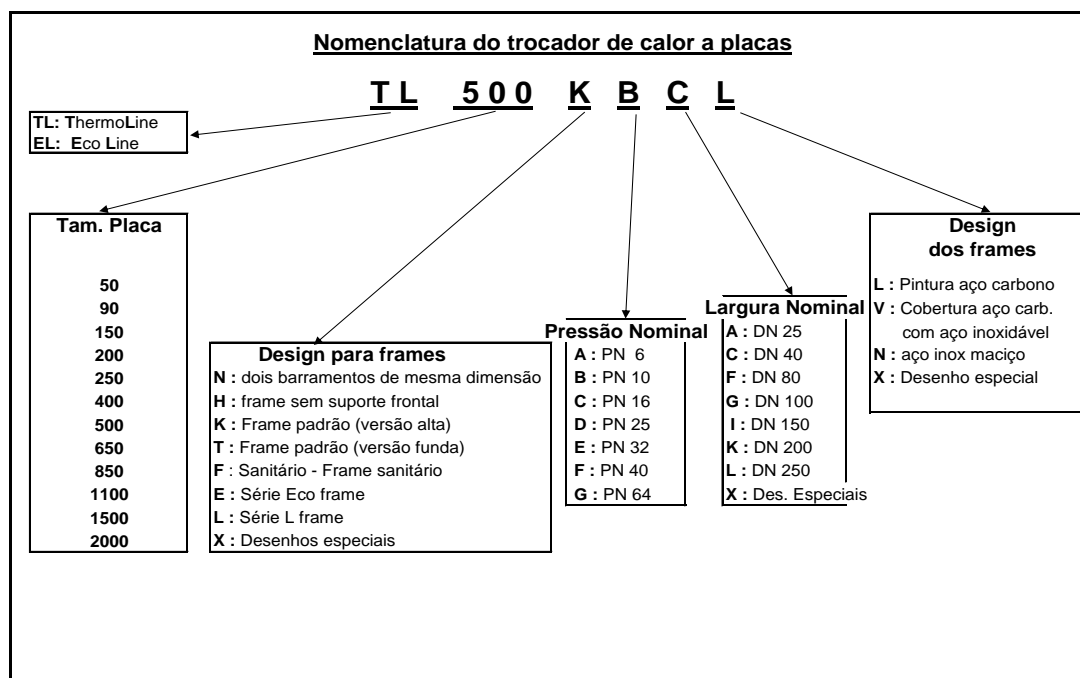 Nomenclatura do trocador de calor a placas
TL 500 K B C L
TL: ThermoLine
EL: Eco Line
Tam. Placa
50
90
150
200
250
400
500
650
850
1100
1500
2000
Design para frames
N : dois barramentos de mesma dimensão
H : frame sem suporte frontal
K : Frame padrão (versão alta)
T : Frame padrão (versão funda)
F : Sanitário - Frame sanitário
E : Série Eco frame
L : Série L frame
X : Desenhos especiais
Pressão Nominal
A : PN 6
B : PN 10
C : PN 16
D : PN 25
E : PN 32
F : PN 40
G : PN 64
Largura Nominal
A : DN 25
C : DN 40
F : DN 80
G : DN 100
I : DN 150
K : DN 200
L : DN 250
X : Des. Especiais
Design
dos frames
L : Pintura aço carbono
V : Cobertura aço carb.
com aço inoxidável
N : aço inox maciço
X : Desenho especial